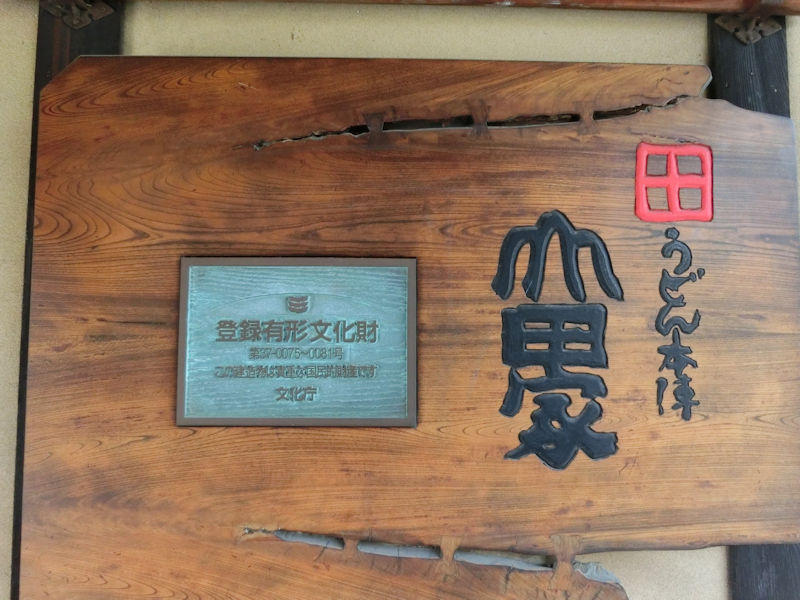 田
うどん本陣
山田家
登録有形文化財
第37-0075~0081号
この建造物は貴重な国民的財産です
文化庁